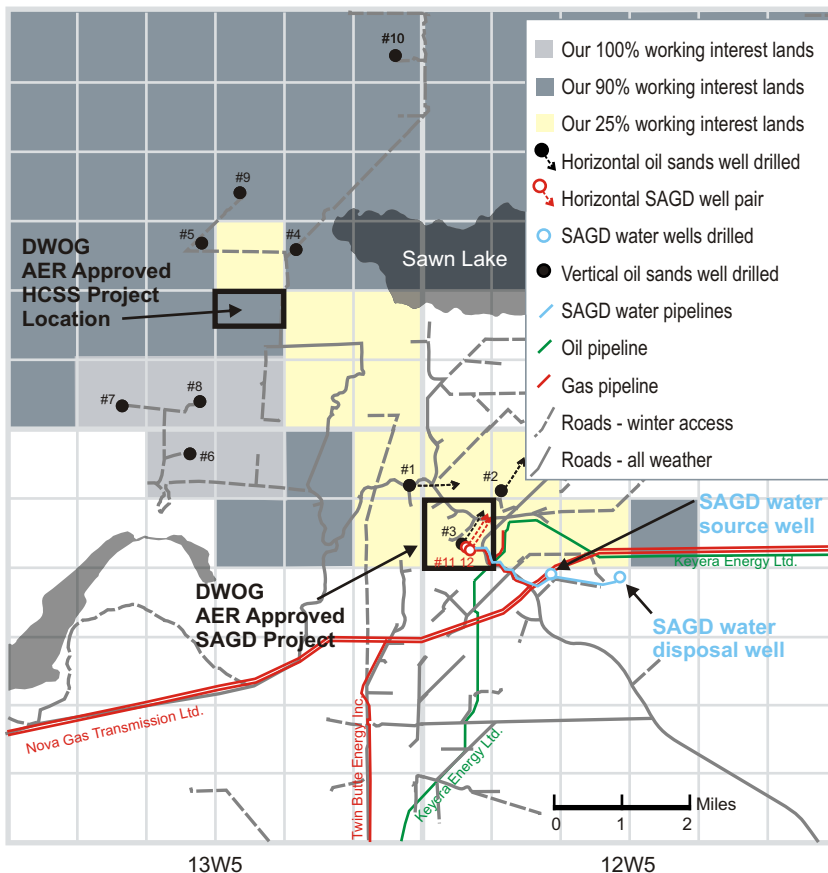 #10
Our 100% working interest lands
Our 90% working interest lands
Our 25% working interest lands
Horizontal oil sands well drilled
Horizontal SAGD well pair
SAGD water wells drilled
Vertical oil sands well drilled
SAGD water pipelines
Oil pipeline
Gas pipeline
Roads - winter access
Roads - all weather
#9
#5
#4
DWOG
AER Approved
HCSS Project
Location
Sawn Lake
#7
#8
#6
#1
#2
#3
#11,12
SAGD water
source well
Keyera Energy Ltd.
DWOG
AER Approved
SAGD Project
SAGD water
disposal well
Nova Gas Transmission Ltd.
Twin Butte Energy Inc.
Keyera Energy Ltd.
Miles
0 1 2
13W5 12W5